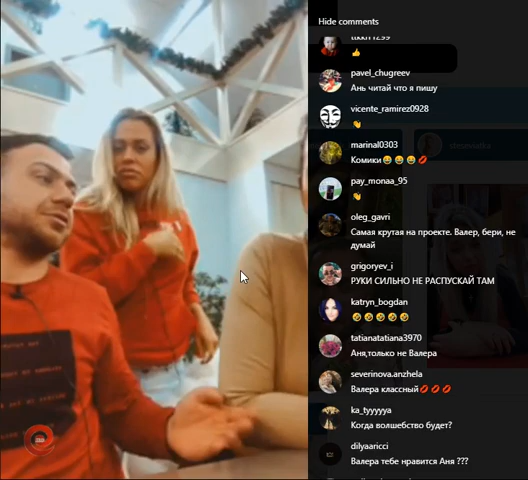 Hide comments
👍
pavel_chugreev
Ань читай что я пишу
vicente_ramirez0928
👏
marinal0303
Комики😂😂😂💋
pay_monaa_95
👏
oleg_gavri
Самая крутая на проекте. Валер, бери, не
думай
grigoryev_i
РУКИ СИЛЬНО НЕ РАСПУСКАЙ ТАМ
katryn_bogdan
🤣🤣🤣🤣🤣
tatianatatiana3970
Аня,только не Валера
severinova.anzhela
Валера классный💋💋💋
ka_tyyyyya
Когда волшебство будет?
dilyaaricci
Валера тебе нравится Аня ???